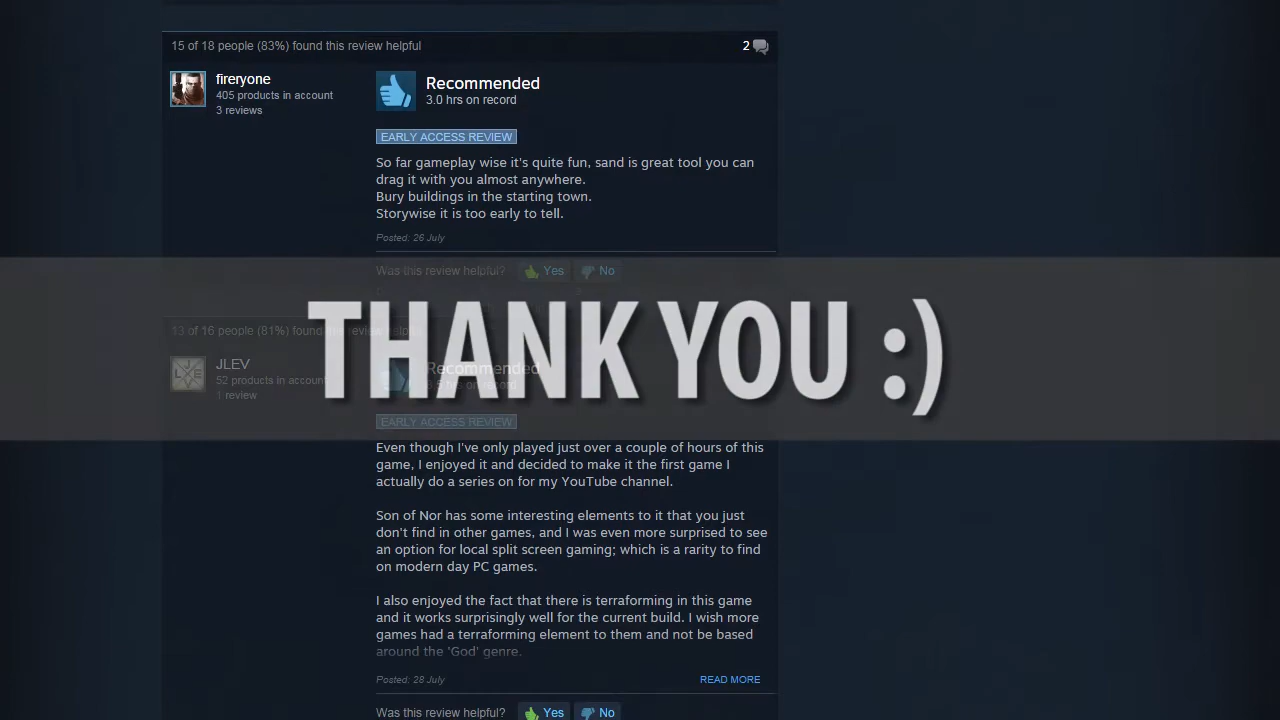 15 of 18 people (83%) found this review helpful
2
fireryone
405 products in account
3 reviews
Recommended
3.0 hrs on record
EARLY ACCESS REVIEW
So far gameplay wise it's quite fun, sand is great tool you can
drag it with you almost anywhere.
Bury buildings in the starting town.
Storywise it is too early to tell.
Posted: 26 July
Was this review helpful? Yes No
THANK YOU :)
13 of 16 people (81%) found this review helpful
JLEV
52 products in account
1 review
Recommended
hrs on record
EARLY ACCESS REVIEW
Even though I've only played just over a couple of hours of this
game, I enjoyed it and decided to make it the first game I
actually do a series on for my YouTube channel.
Son of Nor has some interesting elements to it that you just
don't find in other games, and I was even more surprised to see
an option for local split screen gaming; which is a rarity to find
on modern day PC games.
I also enjoyed the fact that there is terraforming in this game
and it works surprisingly well for the current build. I wish more
games had a terraforming element to them and not be based
around the 'God' genre.
Posted: 28 July
READ MORE
Was this review helpful? Yes No